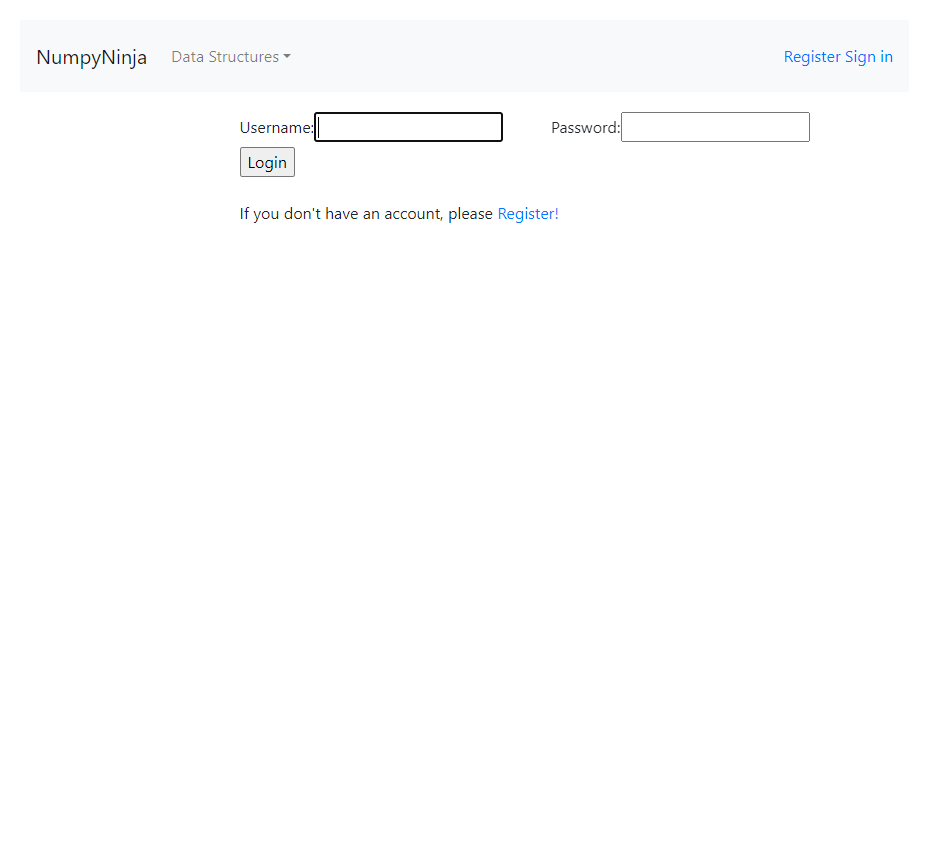 NumpyNinja Data Structures Register Sign in
Username: Password:
Login
If you don't have an account, please Register!